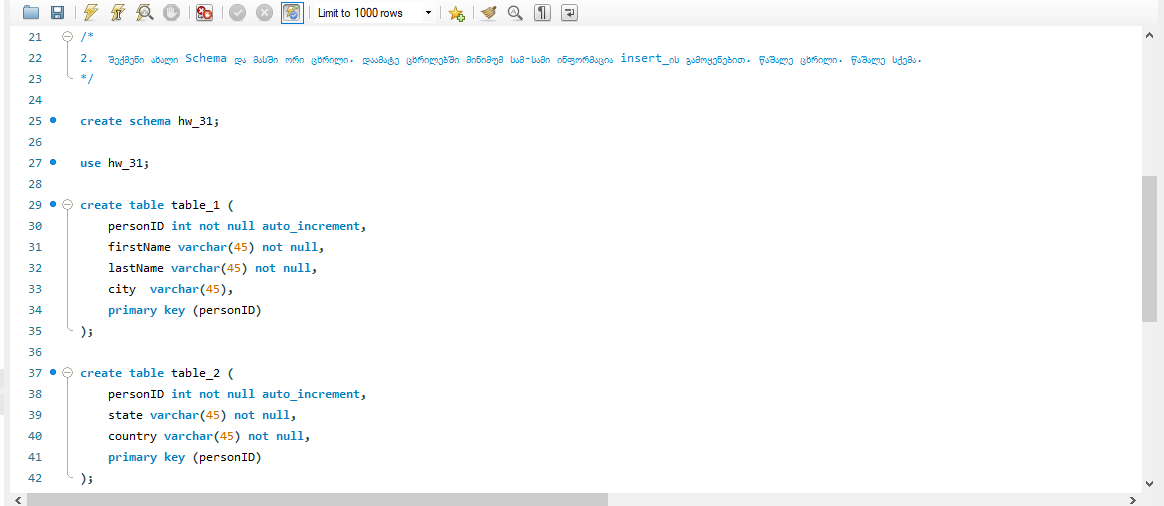 Limit to 1000 rows
21 /*
22 2. შექმენი ახალი Schema და მასში ორი ცხრილი. დაამატე ცხრილებში მინიმუმ სამ-სამი ინფორმაცია insert_ის გამოყენებით. წაშალე ცხრილი. წაშალე სქემა.
23 */
24
25 create schema hw_31;
26
27 use hw_31;
28
29 create table table_1 (
30 personID int not null auto_increment,
31 firstName varchar(45) not null,
32 lastName varchar(45) not null,
33 city  varchar(45),
34 primary key (personID)
35 );
36
37 create table table_2 (
38 personID int not null auto_increment,
39 state varchar(45) not null,
40 country varchar(45) not null,
41 primary key (personID)
42 );